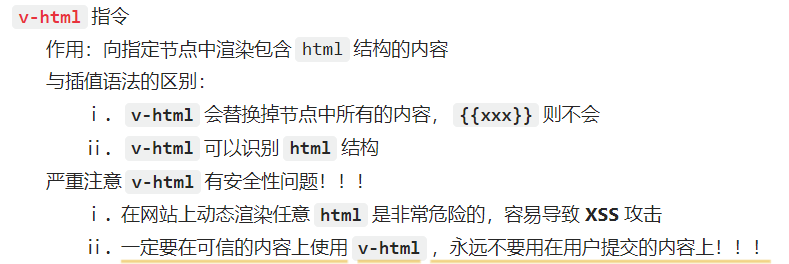 v-html 指令
作用：向指定节点中渲染包含 html 结构的内容
与插值语法的区别：
ⅰ. v-html 会替换掉节点中所有的内容， {{xxx}} 则不会
ⅱ. v-html 可以识别 html 结构
严重注意 v-html 有安全性问题！！！
ⅰ. 在网站上动态渲染任意 html 是非常危险的，容易导致 XSS 攻击
ⅱ. 一定要在可信的内容上使用 v-html ，永远不要用在用户提交的内容上！！！